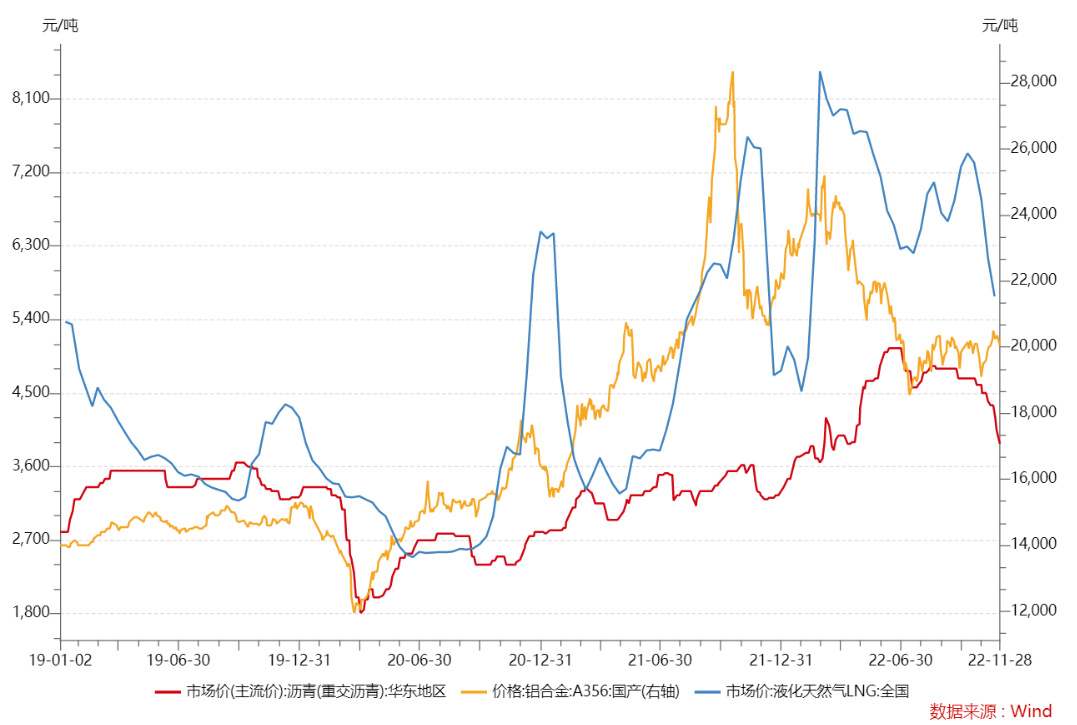 元/吨 元/吨
8,100 28,000
7,200 26,000
6,300 24,000
5,400 22,000
4,500 20,000
3,600 18,000
2,700 16,000
1,800 14,000
12,000
19-01-02 19-06-30 19-12-31 20-06-30 20-12-31 21-06-30 21-12-31 22-06-30 22-11-28
市场价(主流价):沥青(重交沥青):华东地区 价格:铝合金:A356:国产(右轴) 市场价:液化天然气LNG:全国
数据来源:Wind